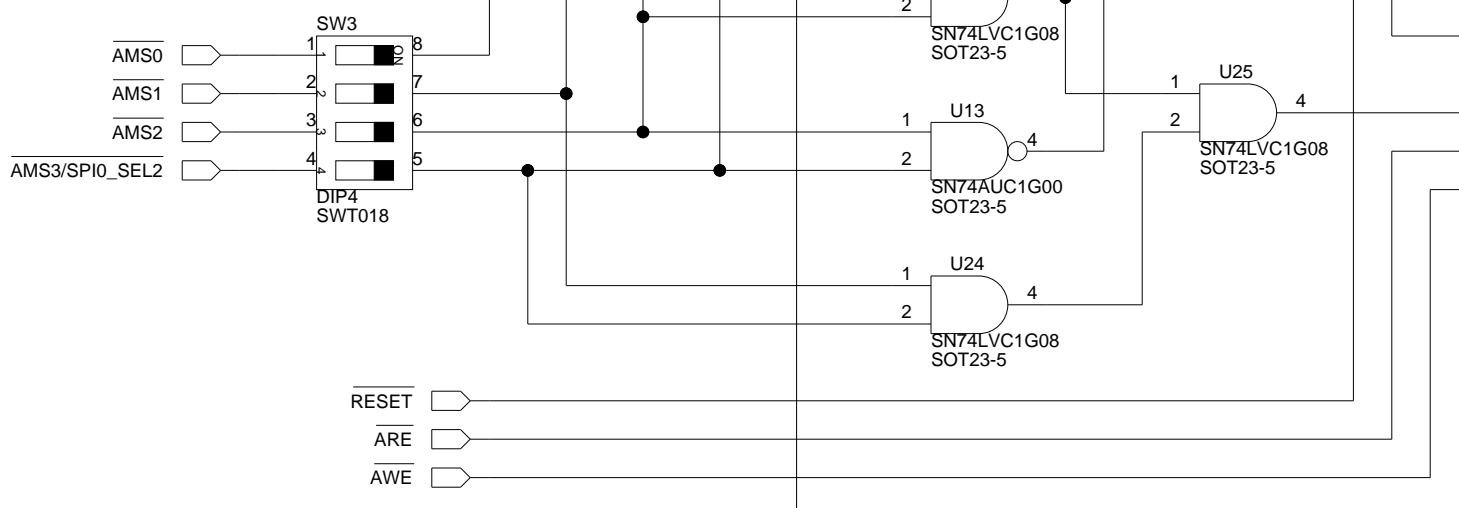 2
SN74LVC1G08
SOT23-5
SW3
AMS0
1
1
ON
8
AMS1
2
2
7
AMS2
3
3
6
AMS3/SPI0_SEL2
4
4
5
DIP4
SWT018
U13
1
2
4
SN74AUC1G00
SOT23-5
U25
1
2
4
SN74LVC1G08
SOT23-5
U24
1
2
4
SN74LVC1G08
SOT23-5
RESET
ARE
AWE